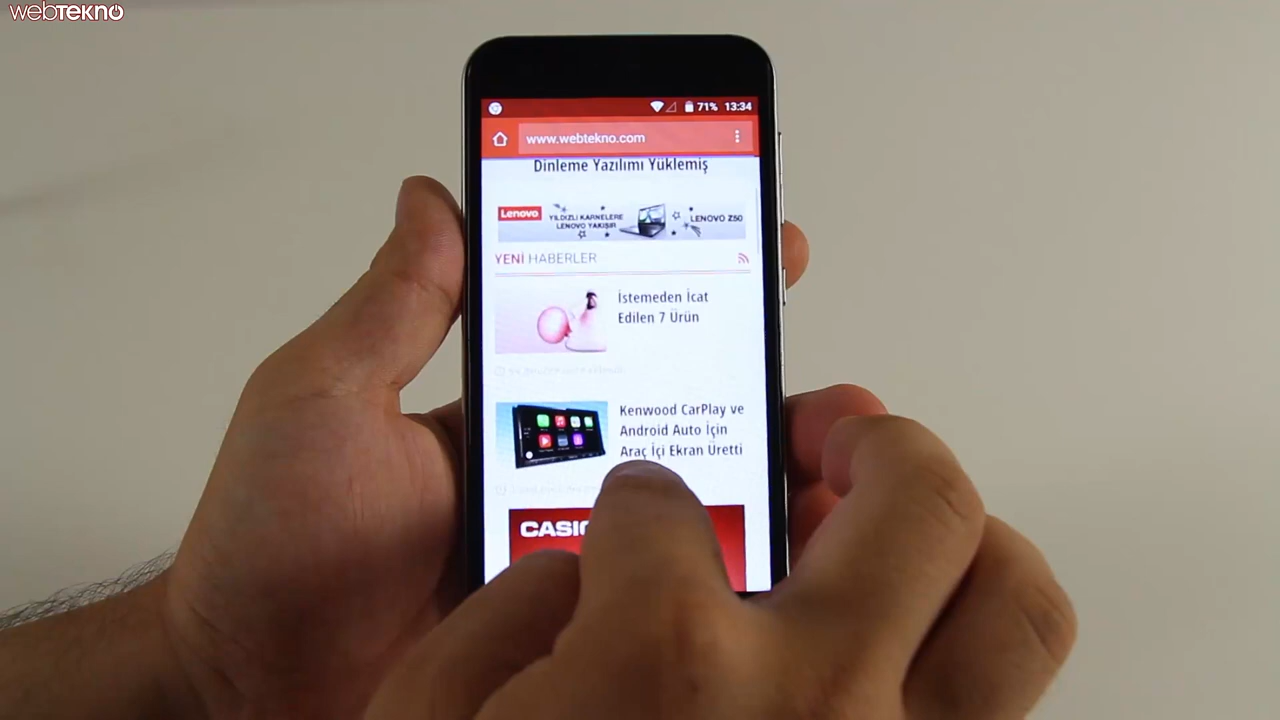 webtekno
71% 13:34
www.webtekno.com
Dinleme Yazılımı Yüklemiş
Lenovo
YILDIZLI KARNELERE
LENOVO YAKIŞIR
LENOVO Z50
YENİ HABERLER
İstemeden İcat
Edilen 7 Ürün
Kenwood CarPlay ve
Android Auto İçin
Araç İçi Ekran Üretti